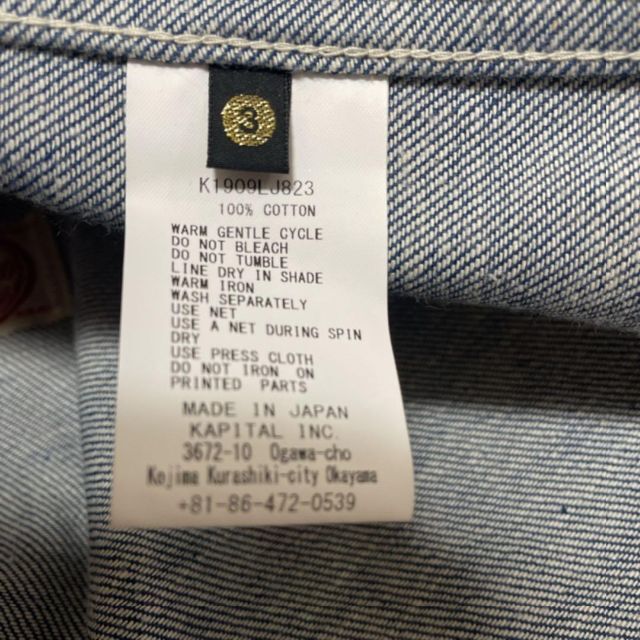 3
K1909LJ823
100% COTTON
WARM GENTLE CYCLE
DO NOT BLEACH
DO NOT TUMBLE
LINE DRY IN SHADE
WARM IRON
WASH SEPARATELY
USE NET
USE A NET DURING SPIN
DRY
USE PRESS CLOTH
DO NOT IRON ON
PRINTED PARTS
MADE IN JAPAN
KAPITAL INC.
3672-10 Ogawa-cho
Kojima Kurashiki-city Okayama
+81-86-472-0539